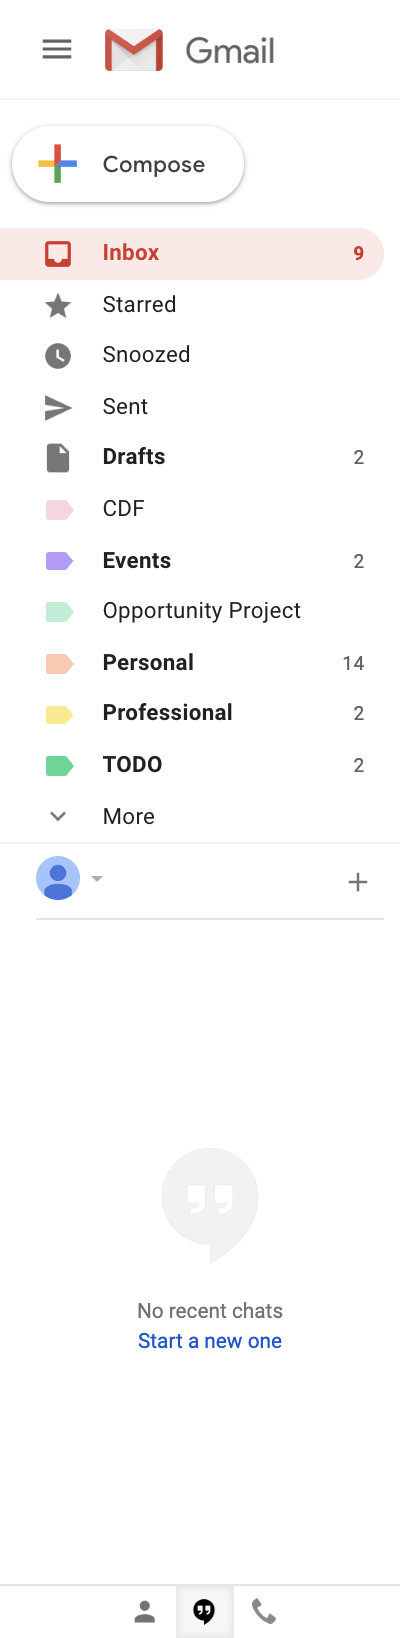 Gmail
Compose
Inbox 9
Starred
Snoozed
Sent
Drafts 2
CDF
Events 2
Opportunity Project
Personal 14
Professional 2
TODO 2
More
No recent chats
Start a new one